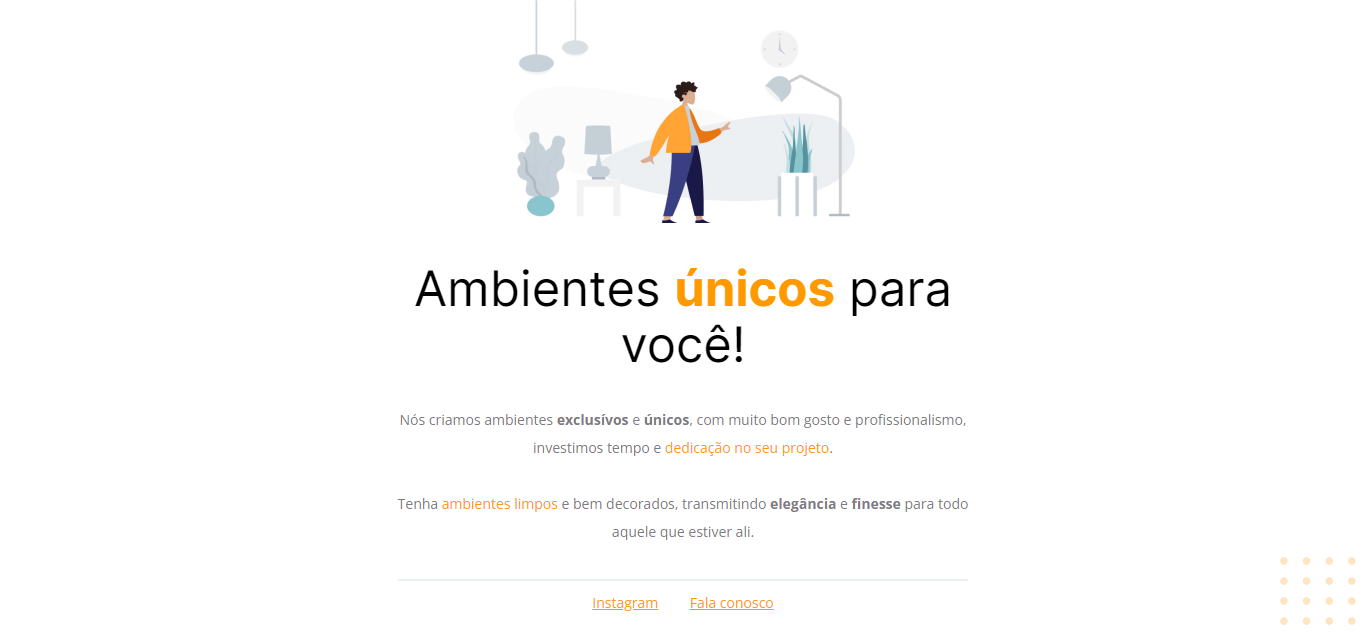 Ambientes únicos para
você!
Nós criamos ambientes exclusívos e únicos, com muito bom gosto e profissionalismo,
investimos tempo e dedicação no seu projeto.
Tenha ambientes limpos e bem decorados, transmitindo elegância e finesse para todo
aquele que estiver ali.
Instagram Fala conosco